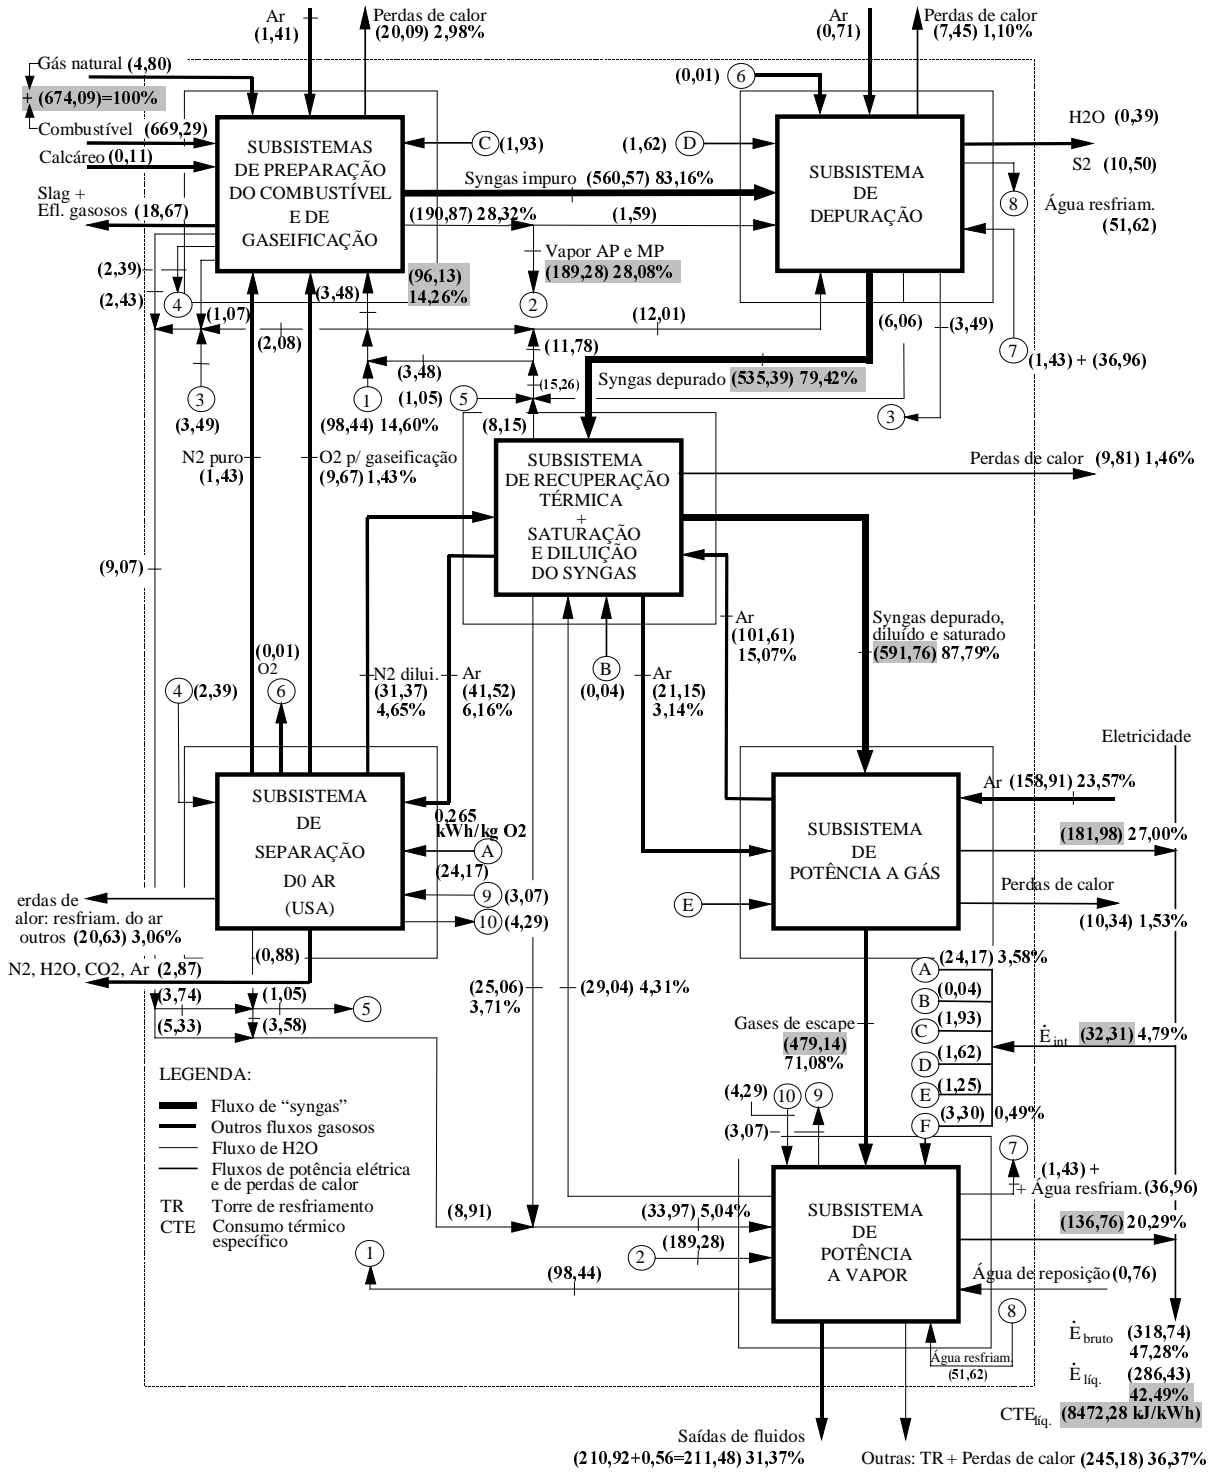 Ar
(1,41)
Perdas de calor
(20,09) 2,98%
Ar
(0,71)
Perdas de calor
(7,45) 1,10%
Gás natural (4,80)
+ (674,09)=100%
Combustível (669,29)
Calcáreo (0,11)
Slag +
Efl. gasosos (18,67)
SUBSISTEMAS
DE PREPARAÇÃO
DO COMBUSTÍVEL
E DE
GASEIFICAÇÃO
C (1,93)
Syngas impuro (560,57) 83,16%
(190,87) 28,32%
(1,59)
Vapor AP e MP
(189,28) 28,08%
2
(96,13)
14,26%
(0,01) 6
(1,62) D
SUBSISTEMA
DE
DEPURAÇÃO
H2O (0,39)
S2 (10,50)
8
Água resfriam.
(51,62)
(2,39)
(2,43)
4
(3,48)
(1,07)
(2,08)
(12,01)
(11,78)
(6,06)
(3,49)
7
(1,43) + (36,96)
(3,48)
(15,26)
Syngas depurado (535,39) 79,42%
3
(3,49)
1
(1,05)
5
(98,44) 14,60%
(8,15)
3
N2 puro
(1,43)
O2 p/ gaseificação
(9,67) 1,43%
SUBSISTEMA
DE RECUPERAÇÃO
TÉRMICA
+
SATURAÇÃO
E DILUIÇÃO
DO SYNGAS
Perdas de calor (9,81) 1,46%
(9,07)
Ar
(101,61)
15,07%
Syngas depurado,
diluído e saturado
(591,76) 87,79%
(0,01)
O2
6
4 (2,39)
N2 dilui.
(31,37)
4,65%
Ar
(41,52)
6,16%
B
(0,04)
Ar
(21,15)
3,14%
Eletricidade
SUBSISTEMA
DE
SEPARAÇÃO
D0 AR
(USA)
0,265
kWh/kg O2
A
(24,17)
9 (3,07)
10 (4,29)
SUBSISTEMA
DE
POTÊNCIA A GÁS
E
Ar (158,91) 23,57%
(181,98) 27,00%
Perdas de calor
(10,34) 1,53%
erdas de
alor: resfriam. do ar
outros (20,63) 3,06%
N2, H2O, CO2, Ar (2,87)
(0,88)
(3,74)
(1,05)
5
(5,33)
(3,58)
(25,06)
3,71%
(29,04) 4,31%
Gases de escape
(479,14)
71,08%
(24,17) 3,58%
A
(0,04)
B
(1,93)
C
(1,62)
D
(1,25)
E
(3,30) 0,49%
F
Ėint (32,31) 4,79%
LEGENDA:
Fluxo de “syngas”
Outros fluxos gasosos
Fluxo de H2O
Fluxos de potência elétrica
e de perdas de calor
TR Torre de resfriamento
CTE Consumo térmico
específico
(4,29)
10
9
(3,07)
7
(1,43) +
+ Água resfriam. (36,96)
(8,91)
(33,97) 5,04%
2
(189,28)
1
(98,44)
SUBSISTEMA
DE
POTÊNCIA
A VAPOR
(136,76) 20,29%
Água de reposição (0,76)
8
Água resfriam.
(51,62)
Ėbruto (318,74)
47,28%
Ėlíq. (286,43)
42,49%
CTElíq. (8472,28 kJ/kWh)
Saídas de fluidos
(210,92+0,56=211,48) 31,37%
Outras: TR + Perdas de calor (245,18) 36,37%